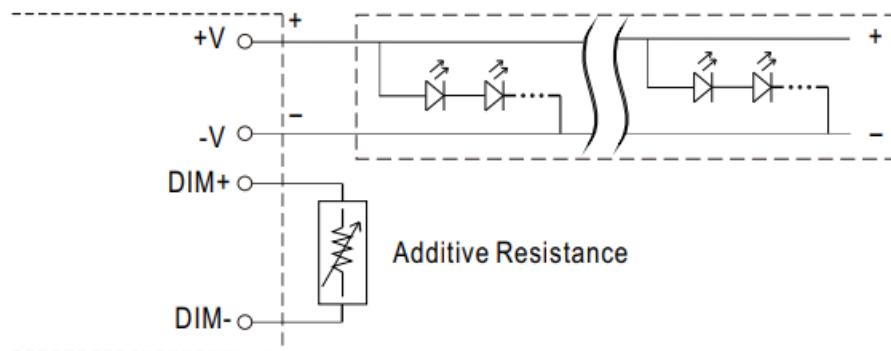 +V
+
+
-V
−
−
DIM+
Additive Resistance
DIM-